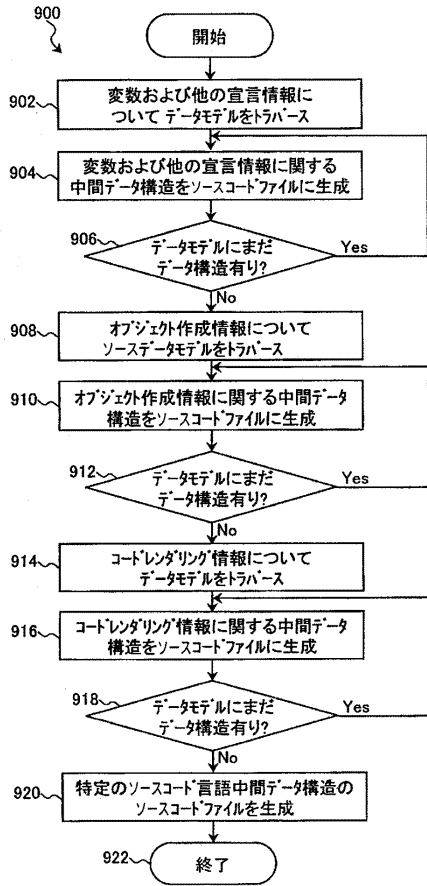 900
開始
902
変数および他の宣言情報に
ついてデータモデルをトラバース
904
変数および他の宣言情報に関する
中間データ構造をソースコードファイルに生成
906
データモデルにまだ
データ構造有り?
Yes
No
908
オブジェクト作成情報について
ソースデータモデルをトラバース
910
オブジェクト作成情報に関する中間データ
構造をソースコードファイルに生成
912
データモデルにまだ
データ構造有り?
Yes
No
914
コードレンダリング情報について
データモデルをトラバース
916
コードレンダリング情報に関する中間データ
構造をソースコードファイルに生成
918
データモデルにまだ
データ構造有り?
Yes
No
920
特定のソースコード言語中間データ構造の
ソースコードファイルを生成
922
終了